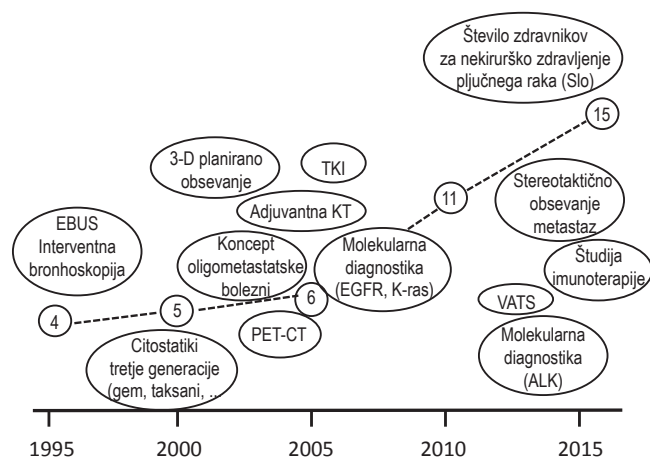 Število zdravnikov
za nekirurško zdravljenje
pljučnega raka (Slo)
15
3-D planirano
obsevanje
TKI
11
Stereotaktično
obsevanje
metastaz
Adjuvantna KT
EBUS
Interventna
bronhoskopija
Koncept
oligometastatske
bolezni
Molekularna
diagnostika
(EGFR, K-ras)
Študija
imunoterapije
4
5
6
VATS
PET-CT
Citostatiki
tretje generacije
(gem, taksani, ...
Molekularna
diagnostika
(ALK)
1995
2000
2005
2010
2015